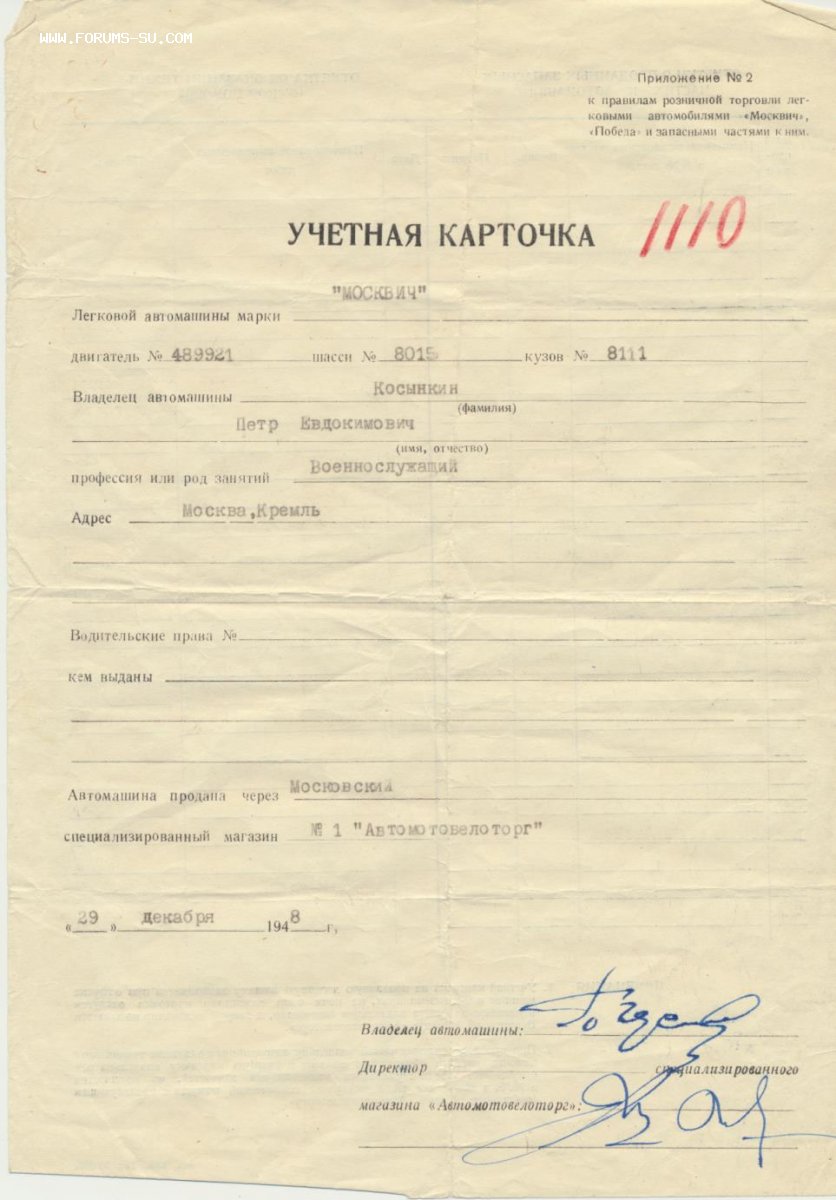 WWW.FORUMS-SU.COM
Приложение № 2
к правилам розничной торговли лег-
ковыми автомобилями «Москвич»,
«Победа» и запасными частями к ним.
УЧЕТНАЯ КАРТОЧКА 1110
"МОСКВИЧ"
Легковой автомашины марки
двигатель № 489921 шасси № 8015 кузов № 8111
Владелец автомашины Косынкин
(фамилия)
Петр Евдокимович
(имя, отчество)
профессия или род занятий Военнослужащий
Адрес Москва,Кремль
Водительские права №
кем выданы
Автомашина продана через Московский
специализированный магазин № 1 "Автомотовелоторг"
«29» декабря 1948 г,
Владелец автомашины:
Директор специализированного
магазина «Автомотовелоторг»: